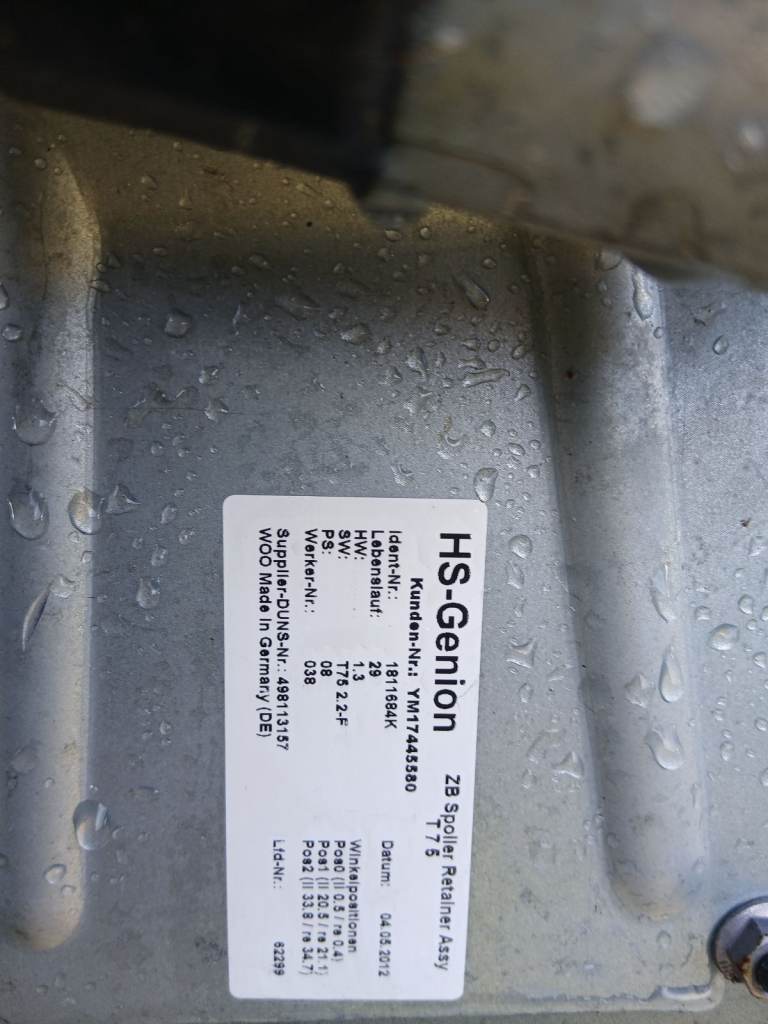 HS-Genion ZB Spoiler Retainer Assy
Kunden-Nr.: YM17445580 T75
Ident-Nr.: 1811684K Datum: 04.05.2012
Lebenslauf: 29
HW: 1.3 Winkelpositionen
SW: T75 2.2-F Pos0 (li 0.5 / re 0.4)
PS: 08 Pos1 (li 20.5 / re 21.1)
Werker-Nr.: 038 Pos2 (li 33.8 / re 34.7)
Supplier-DUNS-Nr.: 498113157 Lfd-Nr.: 62299
WOO Made in Germany (DE)